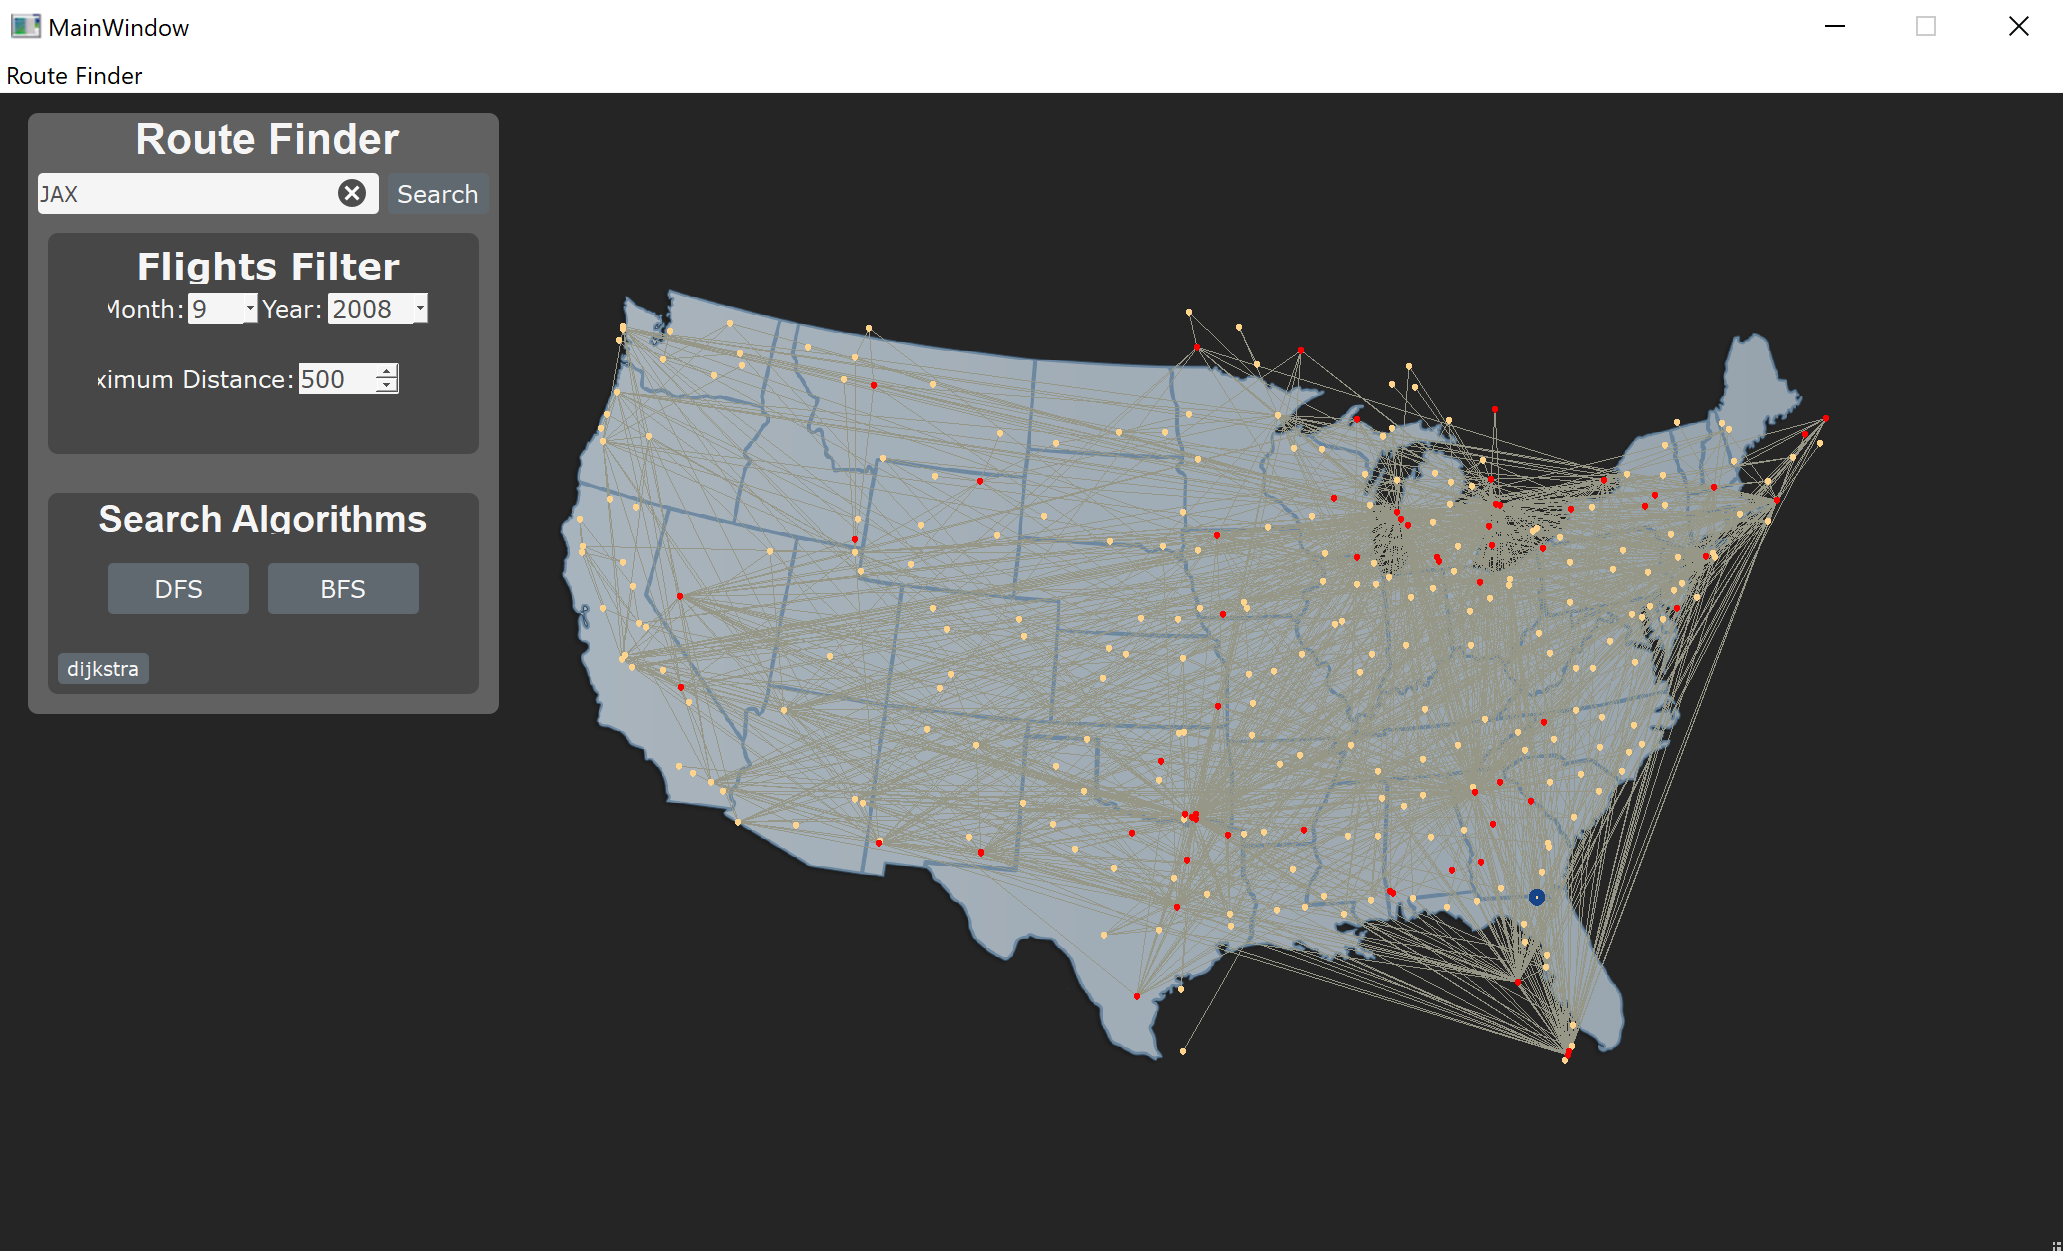 MainWindow
Route Finder
Route Finder
JAX Search
Flights Filter
Month: 9 Year: 2008
ximum Distance: 500
Search Algorithms
DFS BFS
dijkstra